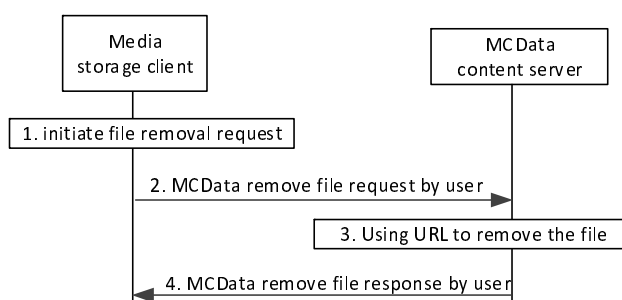 Media
storage client
MCData
content server
1. initiate file removal request
2. MCData remove file request by user
3. Using URL to remove the file
4. MCData remove file response by user